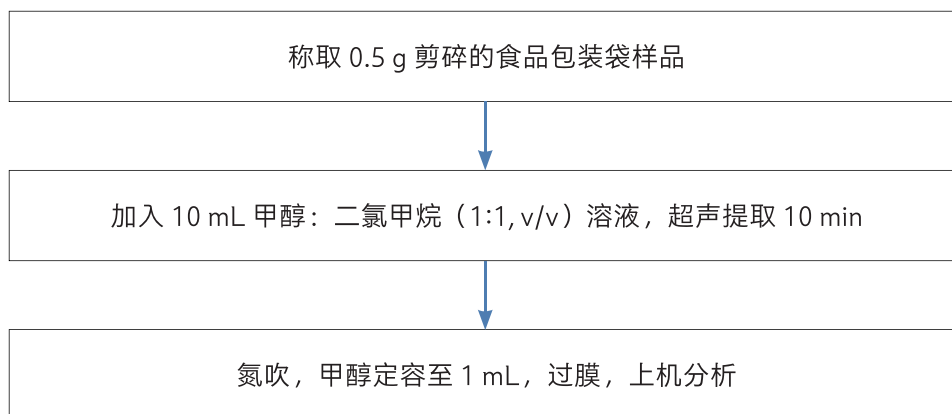 称取 0.5 g 剪碎的食品包装袋样品
加入 10 mL 甲醇：二氯甲烷（1:1, v/v）溶液，超声提取 10 min
氮吹，甲醇定容至 1 mL，过膜，上机分析